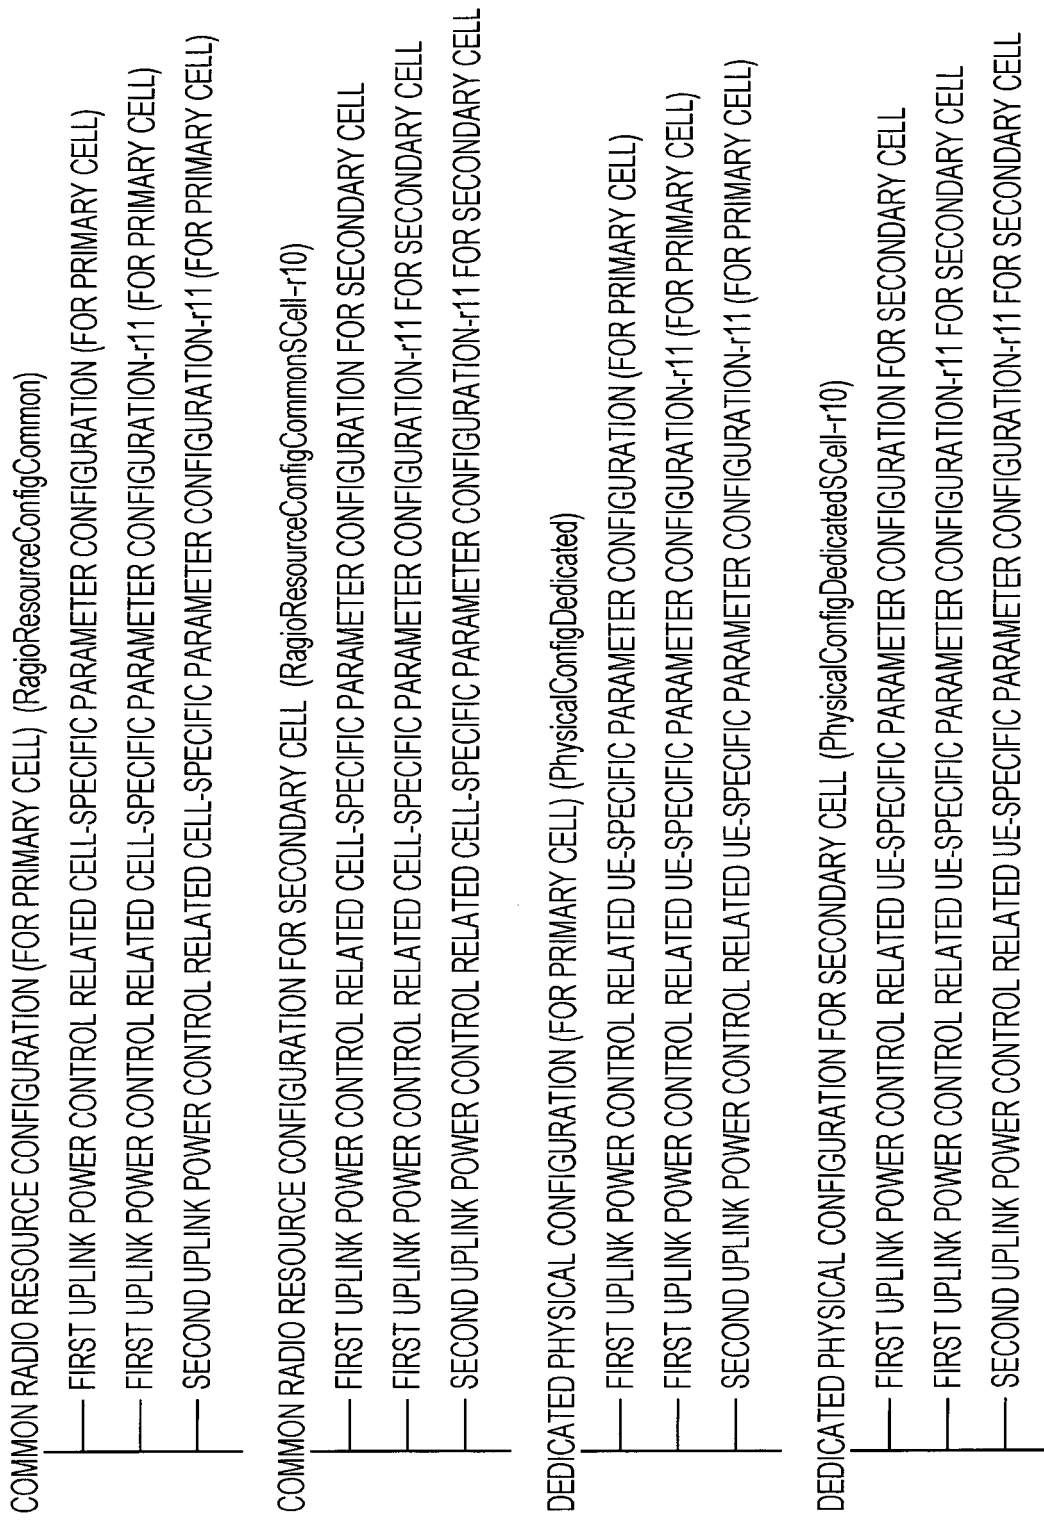 COMMON RADIO RESOURCE CONFIGURATION (FOR PRIMARY CELL) (RagioResourceConfigCommon)
FIRST UPLINK POWER CONTROL RELATED CELL-SPECIFIC PARAMETER CONFIGURATION (FOR PRIMARY CELL)
FIRST UPLINK POWER CONTROL RELATED CELL-SPECIFIC PARAMETER CONFIGURATION-r11 (FOR PRIMARY CELL)
SECOND UPLINK POWER CONTROL RELATED CELL-SPECIFIC PARAMETER CONFIGURATION-r11 (FOR PRIMARY CELL)
COMMON RADIO RESOURCE CONFIGURATION FOR SECONDARY CELL (RagioResourceConfigCommonSCell-r10)
FIRST UPLINK POWER CONTROL RELATED CELL-SPECIFIC PARAMETER CONFIGURATION FOR SECONDARY CELL
FIRST UPLINK POWER CONTROL RELATED CELL-SPECIFIC PARAMETER CONFIGURATION-r11 FOR SECONDARY CELL
SECOND UPLINK POWER CONTROL RELATED CELL-SPECIFIC PARAMETER CONFIGURATION-r11 FOR SECONDARY CELL
DEDICATED PHYSICAL CONFIGURATION (FOR PRIMARY CELL) (PhysicalConfigDedicated)
FIRST UPLINK POWER CONTROL RELATED UE-SPECIFIC PARAMETER CONFIGURATION (FOR PRIMARY CELL)
FIRST UPLINK POWER CONTROL RELATED UE-SPECIFIC PARAMETER CONFIGURATION-r11 (FOR PRIMARY CELL)
SECOND UPLINK POWER CONTROL RELATED UE-SPECIFIC PARAMETER CONFIGURATION-r11 (FOR PRIMARY CELL)
DEDICATED PHYSICAL CONFIGURATION FOR SECONDARY CELL (PhysicalConfigDedicatedSCell-r10)
FIRST UPLINK POWER CONTROL RELATED UE-SPECIFIC PARAMETER CONFIGURATION FOR SECONDARY CELL
FIRST UPLINK POWER CONTROL RELATED UE-SPECIFIC PARAMETER CONFIGURATION-r11 FOR SECONDARY CELL
SECOND UPLINK POWER CONTROL RELATED UE-SPECIFIC PARAMETER CONFIGURATION-r11 FOR SECONDARY CELL